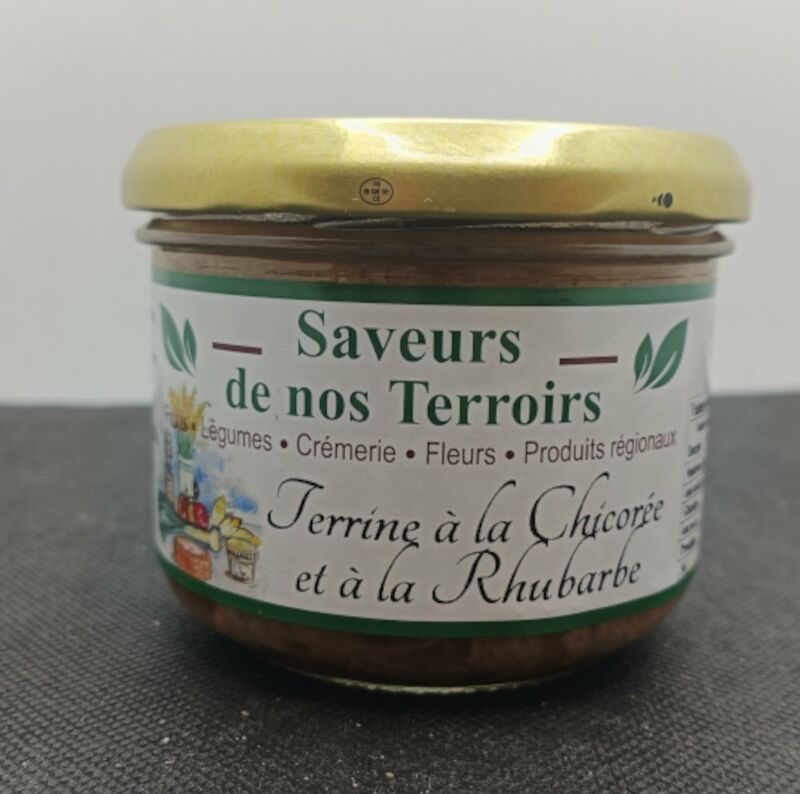 Saveurs
de nos Terroirs
Légumes • Crémerie • Fleurs • Produits régionaux
Terrine à la Chicorée
et à la Rhubarbe